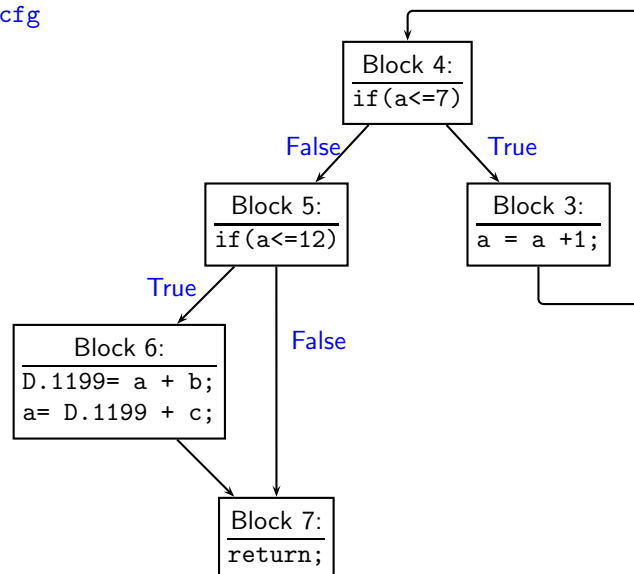 cfg
Block 4:
if(a<=7)
False
True
Block 5:
if(a<=12)
Block 3:
a = a +1;
True
False
Block 6:
D.1199= a + b;
a= D.1199 + c;
Block 7:
return;